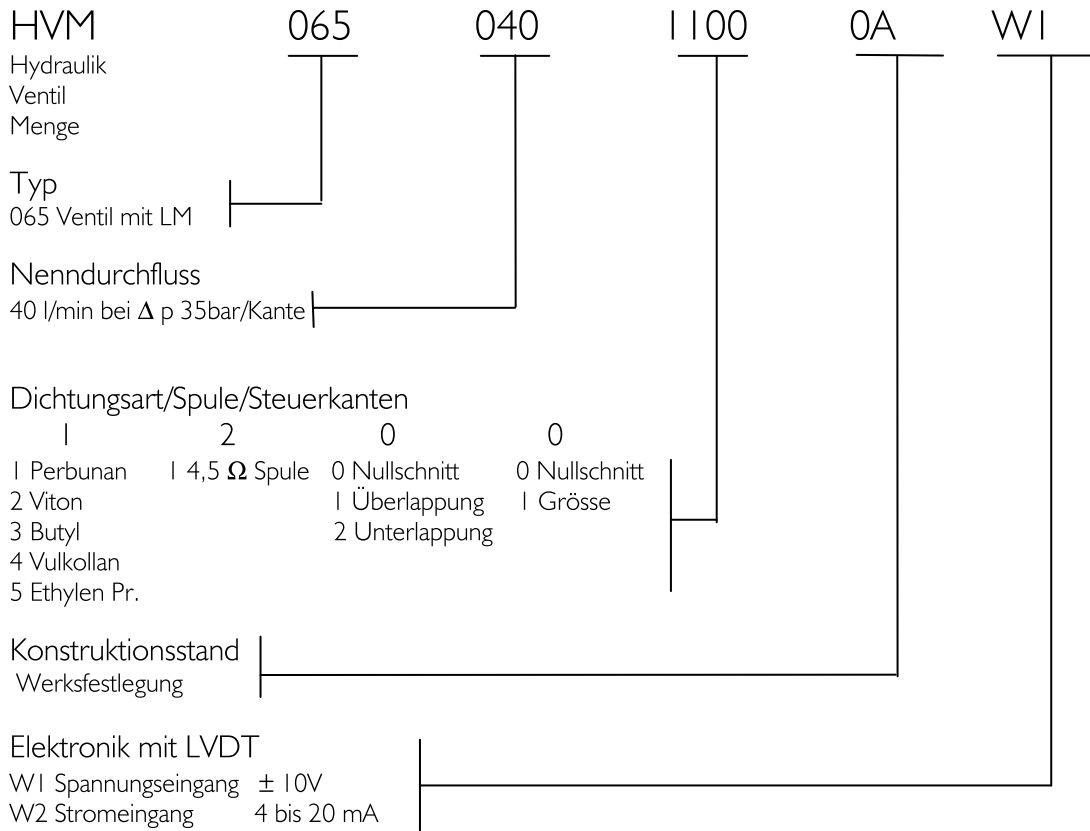 HVM 065 040 1100 0A W1
Hydraulik
Ventil
Menge
Typ
065 Ventil mit LM
Nenndurchfluss
40 l/min bei Δ p 35bar/Kante
Dichtungsart/Spule/Steuerkanten
1 2 0 0
1 Perbunan 1 4,5 Ω Spule 0 Nullschnitt 0 Nullschnitt
2 Viton 1 Überlappung 1 Grösse
3 Butyl 2 Unterlappung
4 Vulkollan
5 Ethylen Pr.
Konstruktionsstand
Werksfestlegung
Elektronik mit LVDT
W1 Spannungseingang ± 10V
W2 Stromeingang 4 bis 20 mA